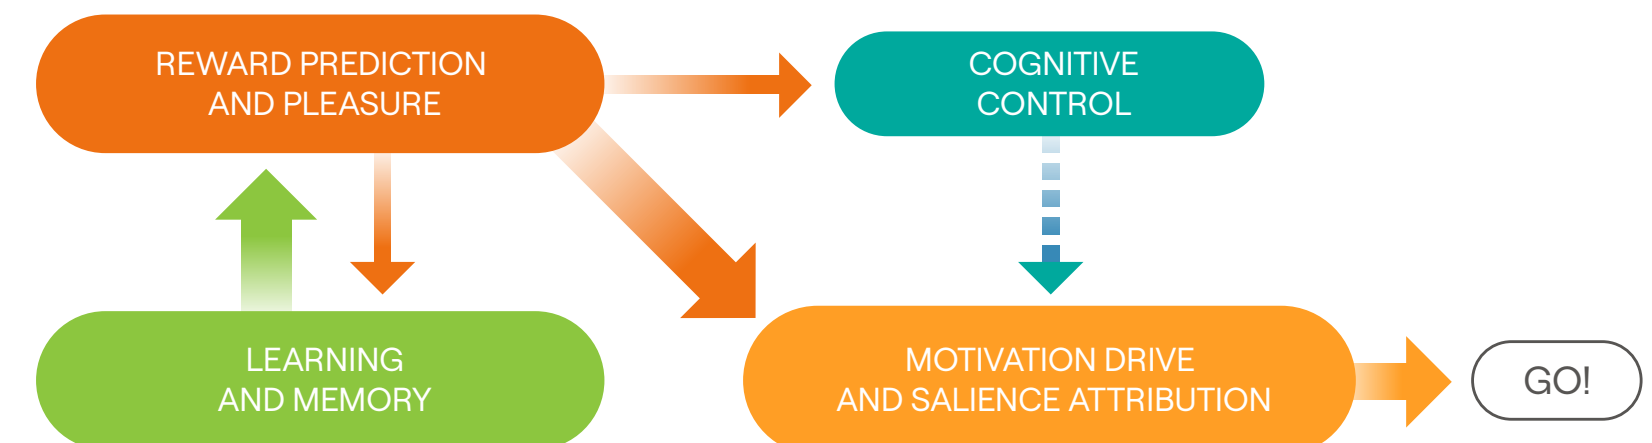 REWARD PREDICTION
AND PLEASURE
COGNITIVE
CONTROL
LEARNING
AND MEMORY
MOTIVATION DRIVE
AND SALIENCE ATTRIBUTION
GO!